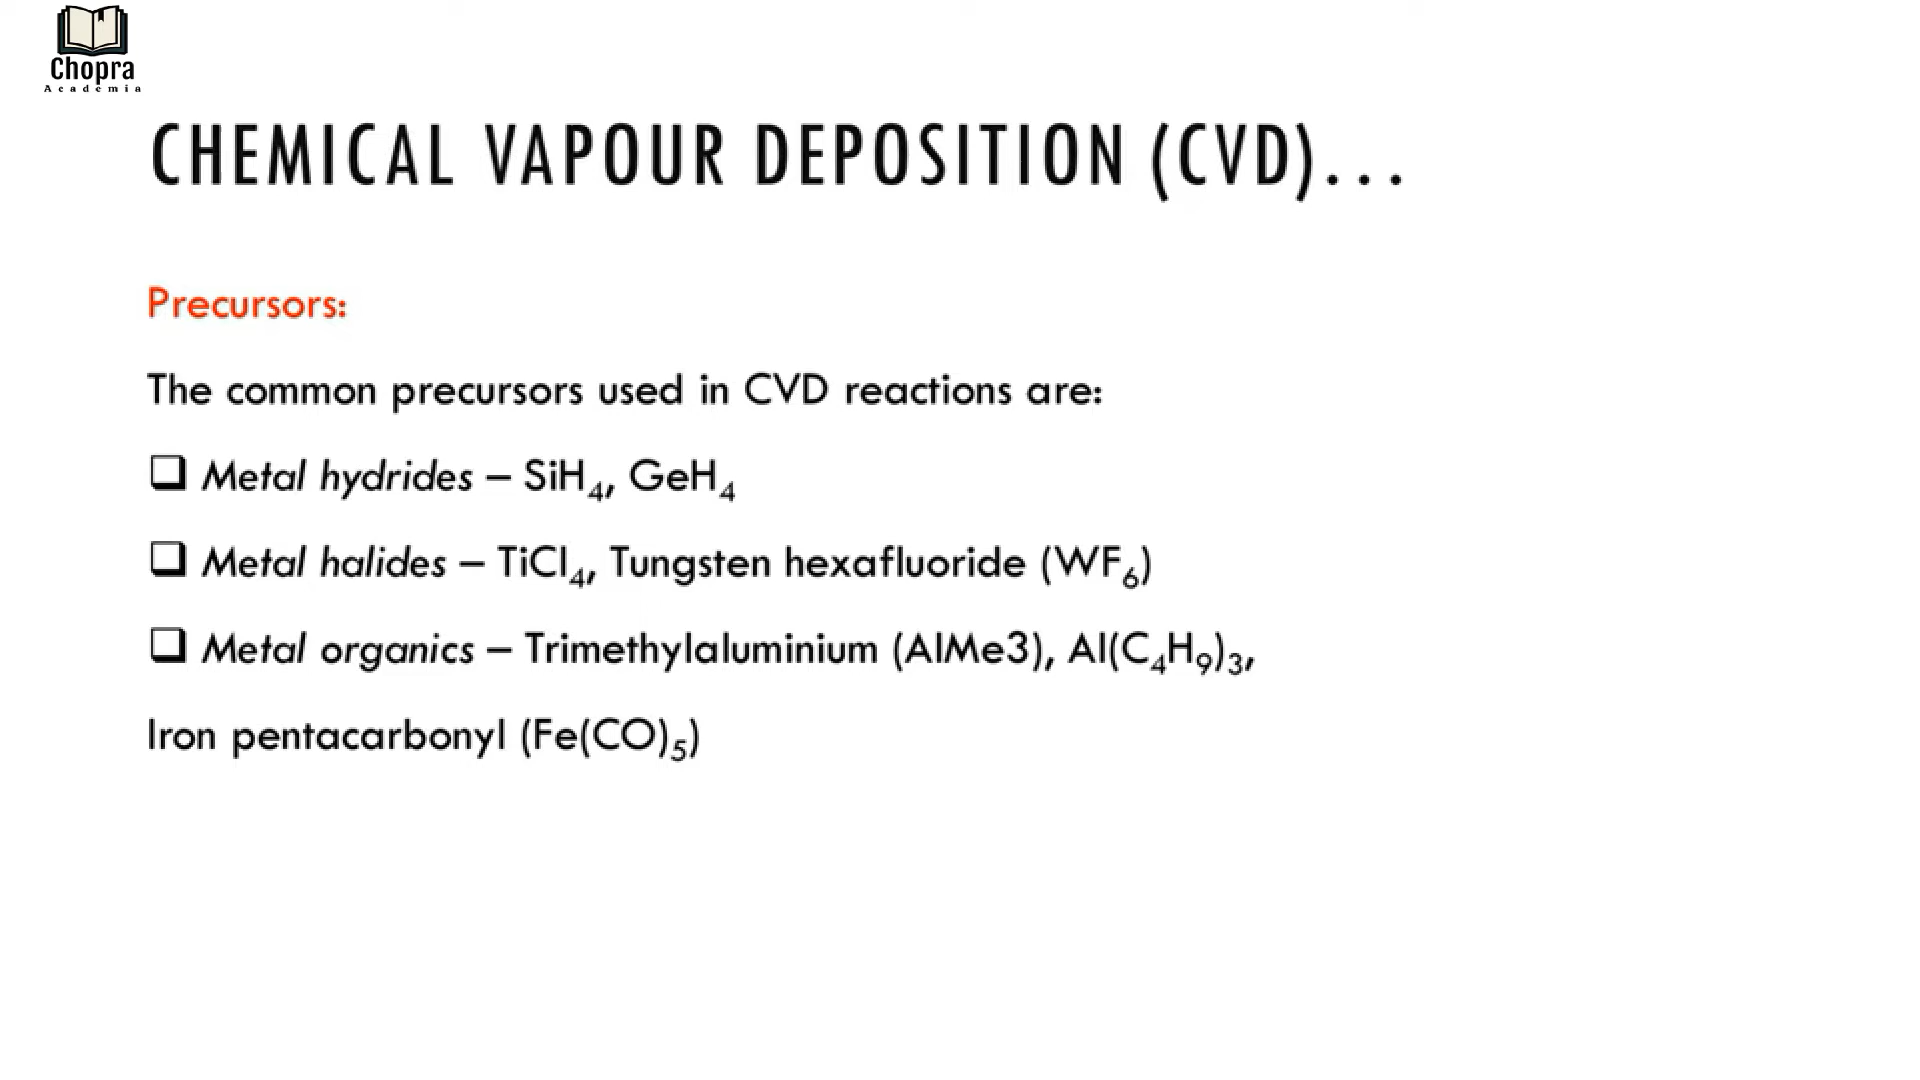 Chopra
Academia
CHEMICAL VAPOUR DEPOSITION (CVD)...
Precursors:
The common precursors used in CVD reactions are:
❑ Metal hydrides – SiH₄, GeH₄
❑ Metal halides – TiCl₄, Tungsten hexafluoride (WF₆)
❑ Metal organics – Trimethylaluminium (AlMe3), Al(C₄H₉)₃,
Iron pentacarbonyl (Fe(CO)₅)